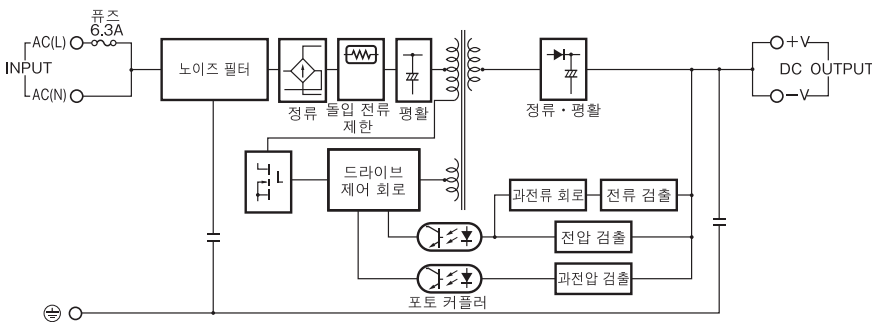 퓨즈
6.3A
AC(L)
INPUT
AC(N)
노이즈 필터
정류
돌입 전류
제한
평활
정류・평활
+V
DC OUTPUT
−V
드라이브
제어 회로
과전류 회로
전류 검출
전압 검출
과전압 검출
포토 커플러